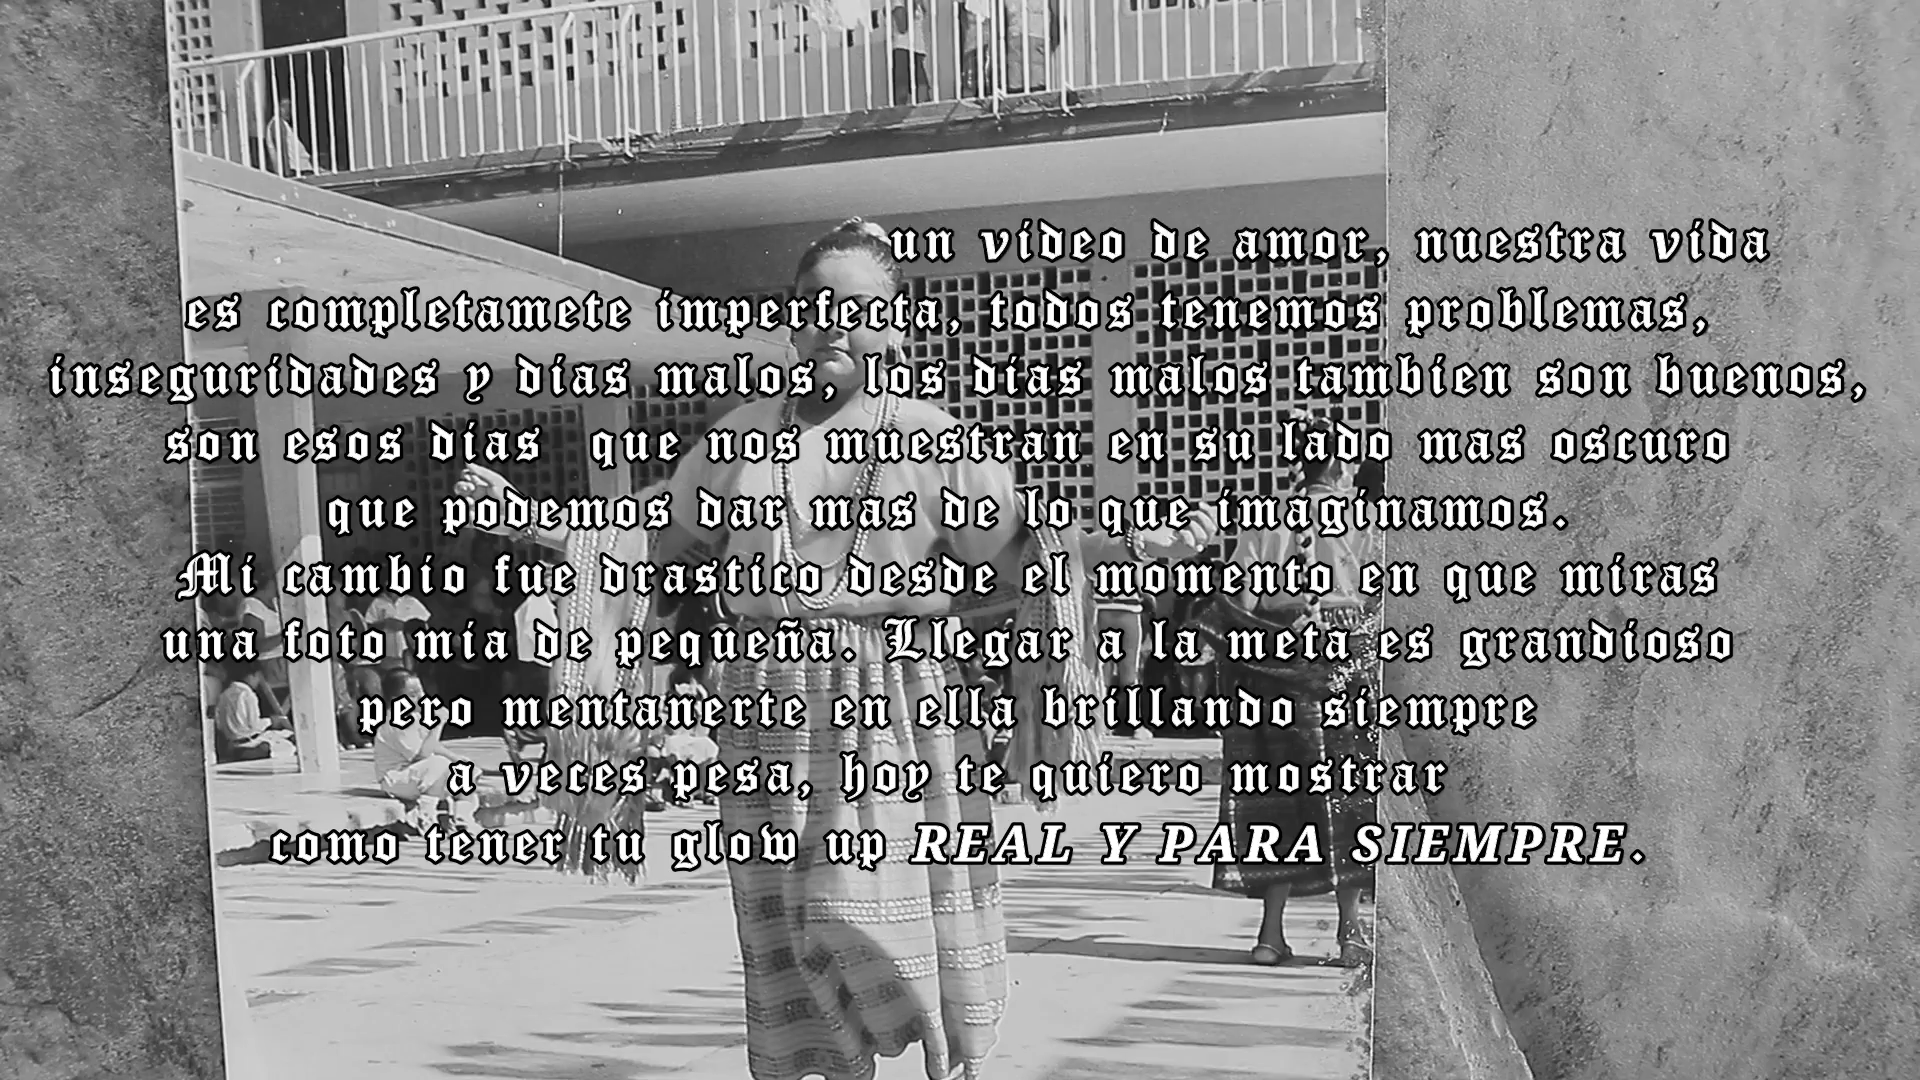 un video de amor, nuestra vida
es completamete imperfecta, todos tenemos problemas,
inseguridades y dias malos, los dias malos tambien son buenos,
son esos dias que nos muestran en su lado mas oscuro
que podemos dar mas de lo que imaginamos.
Mi cambio fue drastico desde el momento en que miras
una foto mia de pequeña. Llegar a la meta es grandioso
pero mentanerte en ella brillando siempre
a veces pesa, hoy te quiero mostrar
como tener tu glow up REAL Y PARA SIEMPRE.